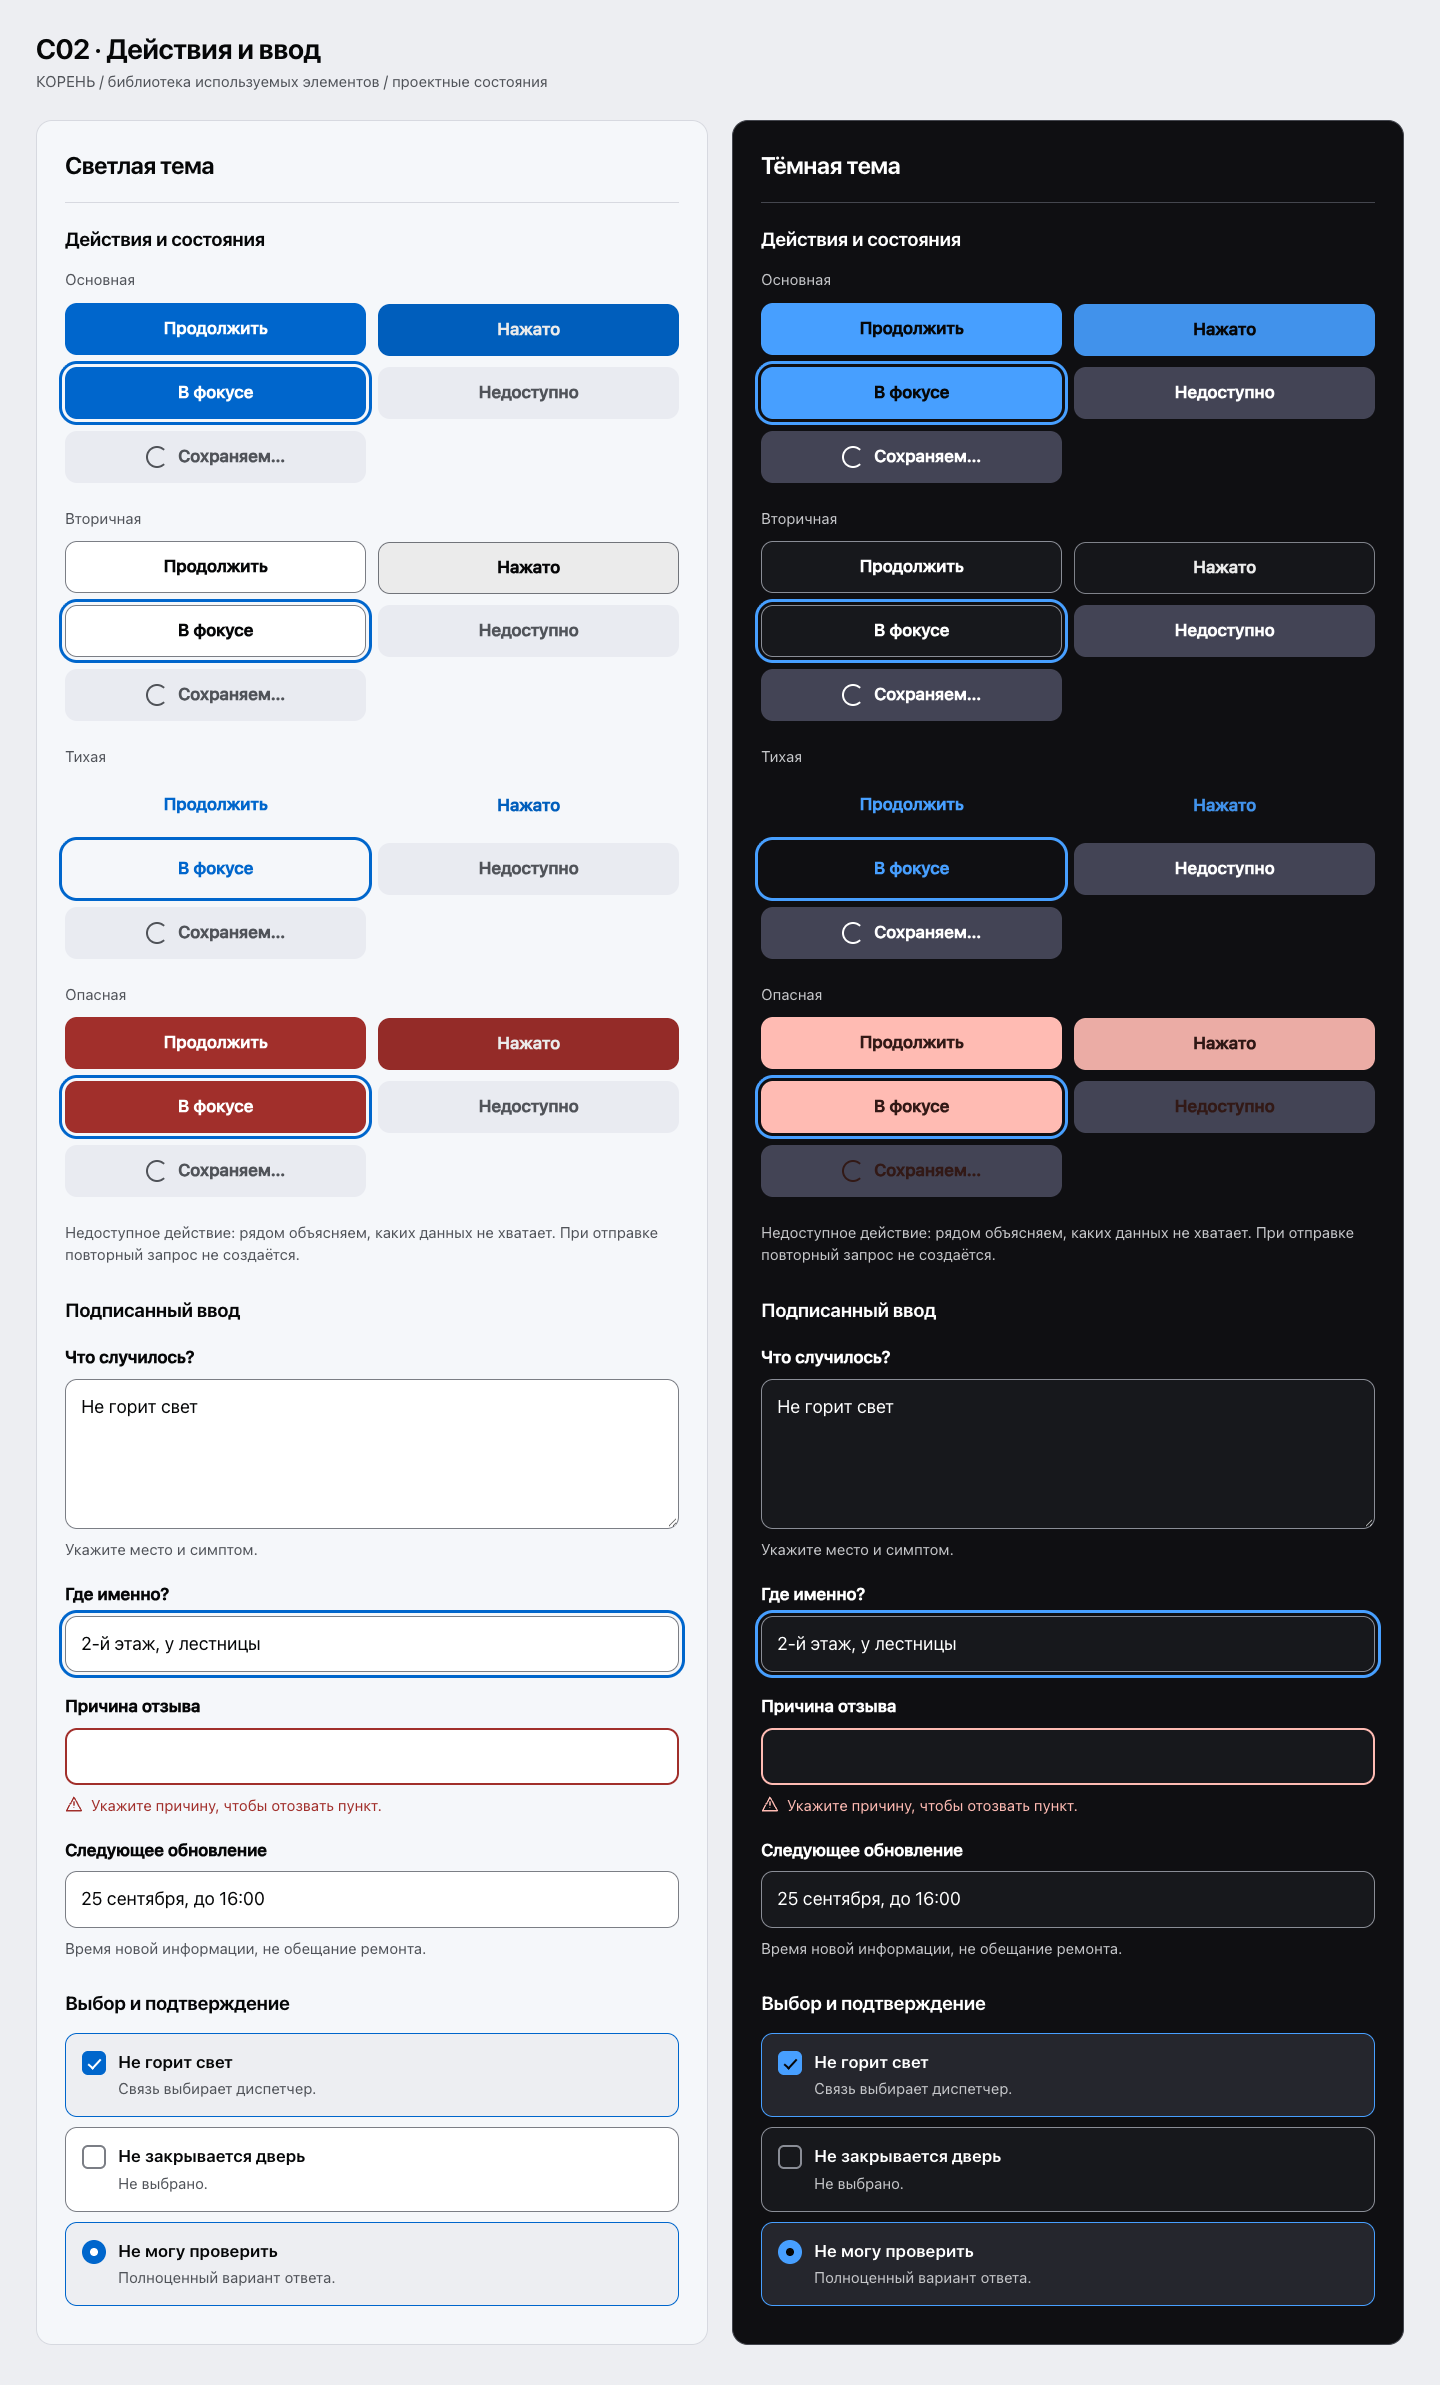 C02 · Действия и ввод
КОРЕНЬ / библиотека используемых элементов / проектные состояния
Светлая тема
Действия и состояния
Основная
Продолжить
Нажато
В фокусе
Недоступно
Сохраняем...
Вторичная
Продолжить
Нажато
В фокусе
Недоступно
Сохраняем...
Тихая
Продолжить
Нажато
В фокусе
Недоступно
Сохраняем...
Опасная
Продолжить
Нажато
В фокусе
Недоступно
Сохраняем...
Недоступное действие: рядом объясняем, каких данных не хватает. При отправке
повторный запрос не создаётся.
Подписанный ввод
Что случилось?
Не горит свет
Укажите место и симптом.
Где именно?
2-й этаж, у лестницы
Причина отзыва
Укажите причину, чтобы отозвать пункт.
Следующее обновление
25 сентября, до 16:00
Время новой информации, не обещание ремонта.
Выбор и подтверждение
Не горит свет
Связь выбирает диспетчер.
Не закрывается дверь
Не выбрано.
Не могу проверить
Полноценный вариант ответа.
Тёмная тема
Действия и состояния
Основная
Продолжить
Нажато
В фокусе
Недоступно
Сохраняем...
Вторичная
Продолжить
Нажато
В фокусе
Недоступно
Сохраняем...
Тихая
Продолжить
Нажато
В фокусе
Недоступно
Сохраняем...
Опасная
Продолжить
Нажато
В фокусе
Недоступно
Сохраняем...
Недоступное действие: рядом объясняем, каких данных не хватает. При отправке
повторный запрос не создаётся.
Подписанный ввод
Что случилось?
Не горит свет
Укажите место и симптом.
Где именно?
2-й этаж, у лестницы
Причина отзыва
Укажите причину, чтобы отозвать пункт.
Следующее обновление
25 сентября, до 16:00
Время новой информации, не обещание ремонта.
Выбор и подтверждение
Не горит свет
Связь выбирает диспетчер.
Не закрывается дверь
Не выбрано.
Не могу проверить
Полноценный вариант ответа.